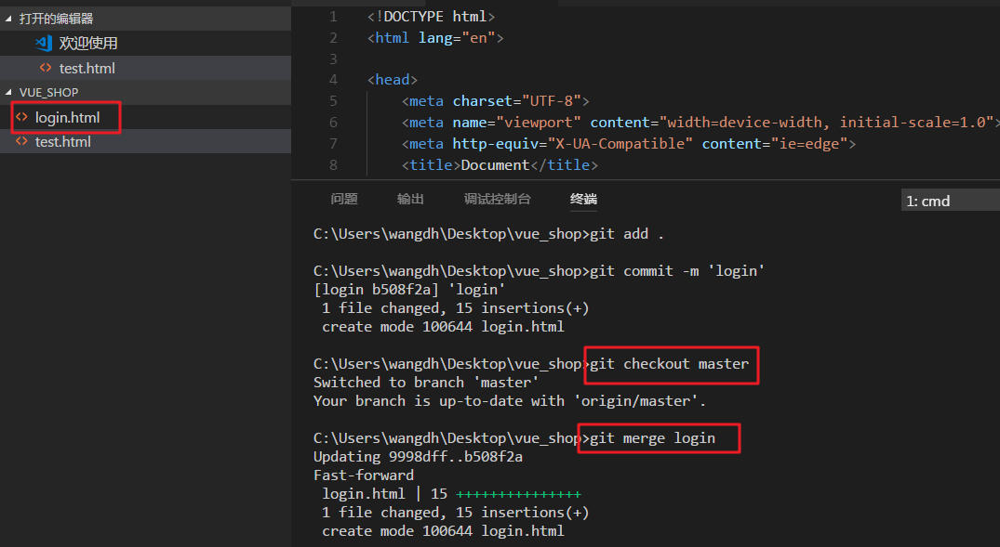 打开的编辑器
欢迎使用
test.html
VUE_SHOP
login.html
test.html
1 <!DOCTYPE html>
2 <html lang="en">
3
4 <head>
5 <meta charset="UTF-8">
6 <meta name="viewport" content="width=device-width, initial-scale=1.0">
7 <meta http-equiv="X-UA-Compatible" content="ie=edge">
8 <title>Document</title>
问题 输出 调试控制台 终端 1: cmd
C:\Users\wangdh\Desktop\vue_shop>git add .
C:\Users\wangdh\Desktop\vue_shop>git commit -m 'login'
[login b508f2a] 'login'
1 file changed, 15 insertions(+)
create mode 100644 login.html
C:\Users\wangdh\Desktop\vue_shop>git checkout master
Switched to branch 'master'
Your branch is up-to-date with 'origin/master'.
C:\Users\wangdh\Desktop\vue_shop>git merge login
Updating 9998dff..b508f2a
Fast-forward
login.html | 15 +++++++++++++++
1 file changed, 15 insertions(+)
create mode 100644 login.html